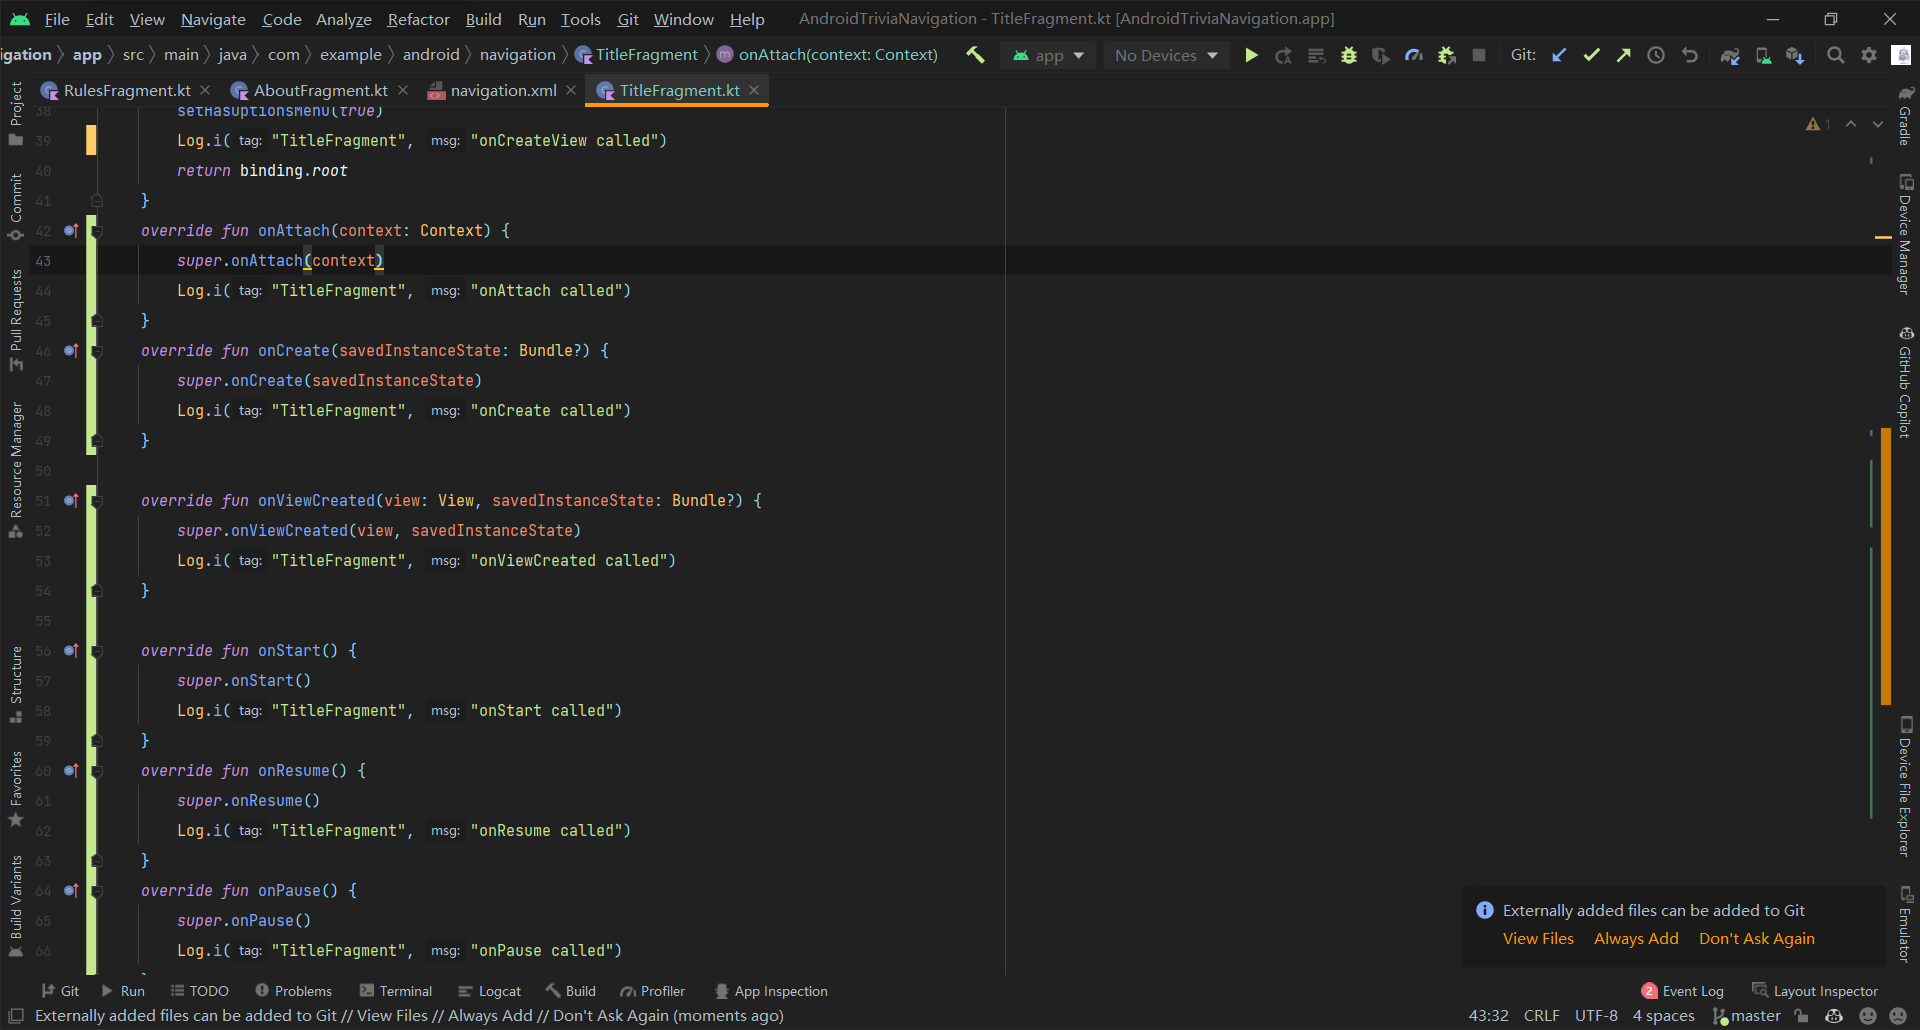 File Edit View Navigate Code Analyze Refactor Build Run Tools Git Window Help AndroidTriviaNavigation - TitleFragment.kt [AndroidTriviaNavigation.app]
igation app src main java com example android navigation TitleFragment onAttach(context: Context) app No Devices Git:
RulesFragment.kt AboutFragment.kt navigation.xml TitleFragment.kt
38 setHasOptionsMenu(true)
39 Log.i( tag: "TitleFragment", msg: "onCreateView called")
40 return binding.root
41 }
42 override fun onAttach(context: Context) {
43 super.onAttach(context)
44 Log.i( tag: "TitleFragment", msg: "onAttach called")
45 }
46 override fun onCreate(savedInstanceState: Bundle?) {
47 super.onCreate(savedInstanceState)
48 Log.i( tag: "TitleFragment", msg: "onCreate called")
49 }
50
51 override fun onViewCreated(view: View, savedInstanceState: Bundle?) {
52 super.onViewCreated(view, savedInstanceState)
53 Log.i( tag: "TitleFragment", msg: "onViewCreated called")
54 }
55
56 override fun onStart() {
57 super.onStart()
58 Log.i( tag: "TitleFragment", msg: "onStart called")
59 }
60 override fun onResume() {
61 super.onResume()
62 Log.i( tag: "TitleFragment", msg: "onResume called")
63 }
64 override fun onPause() {
65 super.onPause()
66 Log.i( tag: "TitleFragment", msg: "onPause called")
Project
Commit
Pull Requests
Resource Manager
Structure
Favorites
Build Variants
1
Gradle
Device Manager
GitHub Copilot
Device File Explorer
Emulator
Externally added files can be added to Git
View Files Always Add Don't Ask Again
Git Run TODO Problems Terminal Logcat Build Profiler App Inspection 2 Event Log Layout Inspector
Externally added files can be added to Git // View Files // Always Add // Don't Ask Again (moments ago) 43:32 CRLF UTF-8 4 spaces master